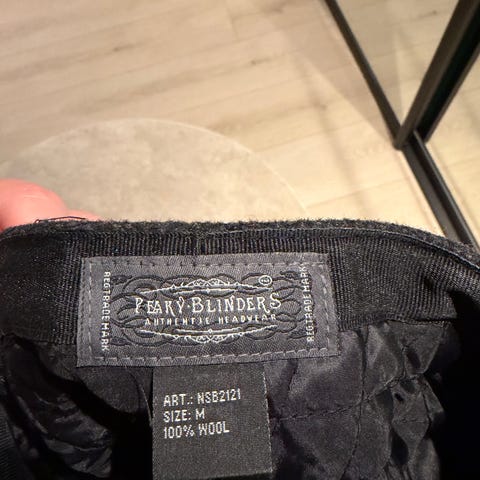 PEAKY BLINDERS
AUTHENTIC HEADWEAR
REGTRADEMARK
REGTRADEMARK
ART.: NSB2121
SIZE: M
100% WOOL